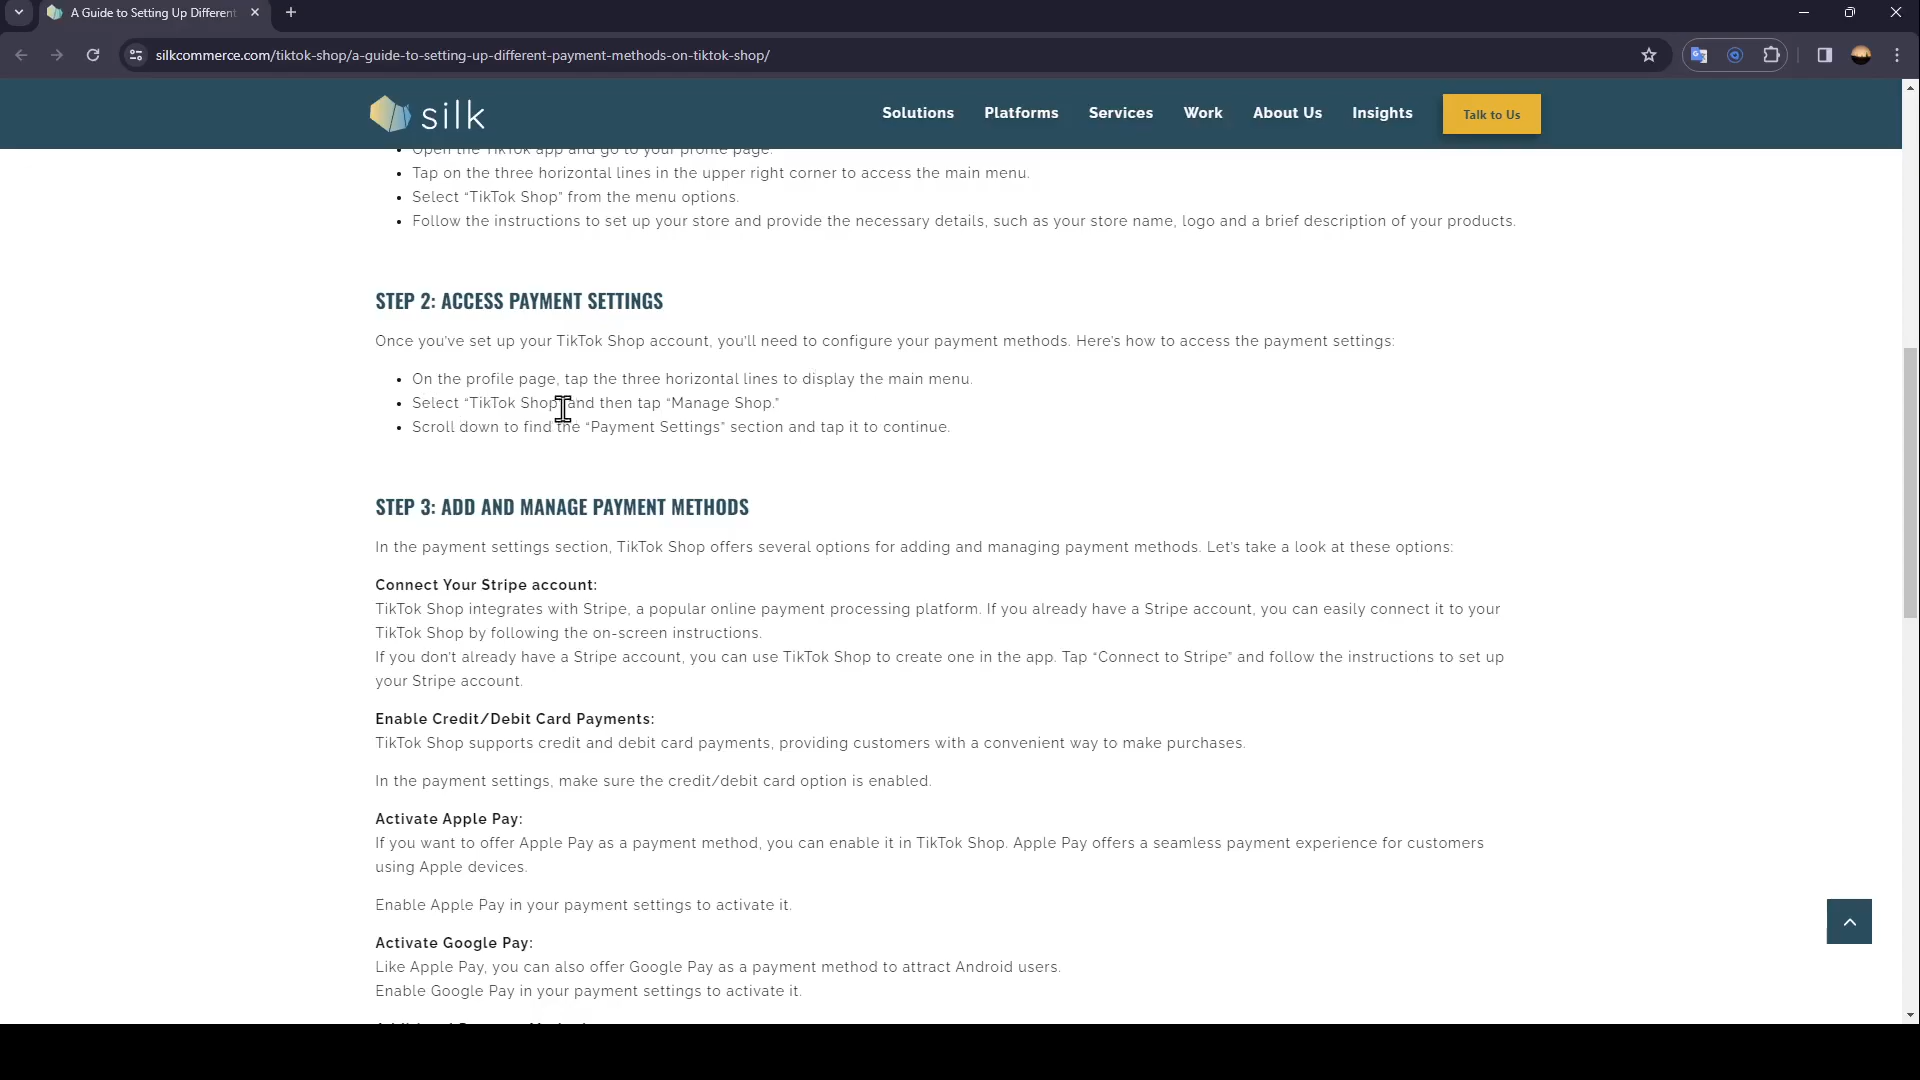 A Guide to Setting Up Different
silkcommerce.com/tiktok-shop/a-guide-to-setting-up-different-payment-methods-on-tiktok-shop/
silk
Solutions
Platforms
Services
Work
About Us
Insights
Talk to Us
Open the TikTok app and go to your profile page.
Tap on the three horizontal lines in the upper right corner to access the main menu.
Select “TikTok Shop” from the menu options.
Follow the instructions to set up your store and provide the necessary details, such as your store name, logo and a brief description of your products.
STEP 2: ACCESS PAYMENT SETTINGS
Once you’ve set up your TikTok Shop account, you’ll need to configure your payment methods. Here’s how to access the payment settings:
On the profile page, tap the three horizontal lines to display the main menu.
Select “TikTok Shop” and then tap “Manage Shop.”
Scroll down to find the “Payment Settings” section and tap it to continue.
STEP 3: ADD AND MANAGE PAYMENT METHODS
In the payment settings section, TikTok Shop offers several options for adding and managing payment methods. Let’s take a look at these options:
Connect Your Stripe account:
TikTok Shop integrates with Stripe, a popular online payment processing platform. If you already have a Stripe account, you can easily connect it to your
TikTok Shop by following the on-screen instructions.
If you don’t already have a Stripe account, you can use TikTok Shop to create one in the app. Tap “Connect to Stripe” and follow the instructions to set up
your Stripe account.
Enable Credit/Debit Card Payments:
TikTok Shop supports credit and debit card payments, providing customers with a convenient way to make purchases.
In the payment settings, make sure the credit/debit card option is enabled.
Activate Apple Pay:
If you want to offer Apple Pay as a payment method, you can enable it in TikTok Shop. Apple Pay offers a seamless payment experience for customers
using Apple devices.
Enable Apple Pay in your payment settings to activate it.
Activate Google Pay:
Like Apple Pay, you can also offer Google Pay as a payment method to attract Android users.
Enable Google Pay in your payment settings to activate it.